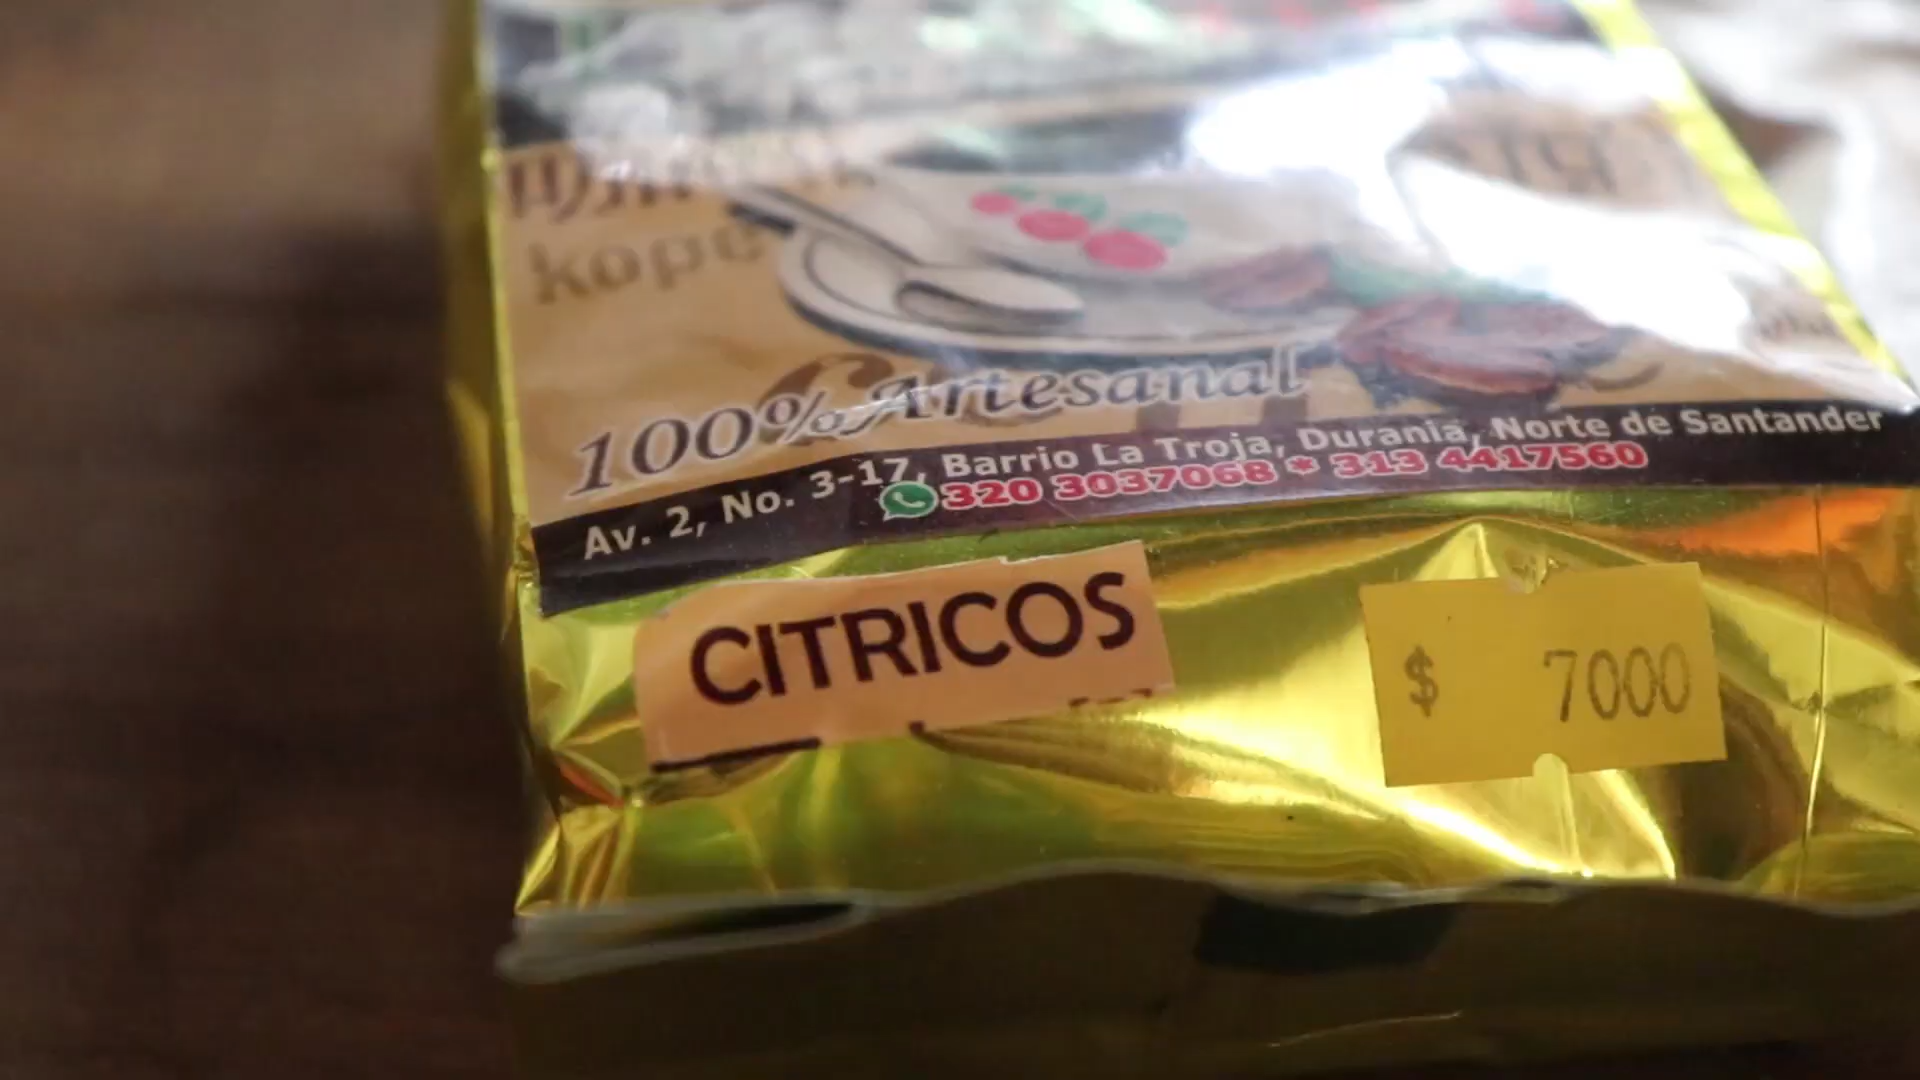 kope
100% Artesanal
Av. 2, No. 3-17, Barrio La Troja, Durania, Norte de Santander
320 3037068 * 313 4417560
CITRICOS
$ 7000